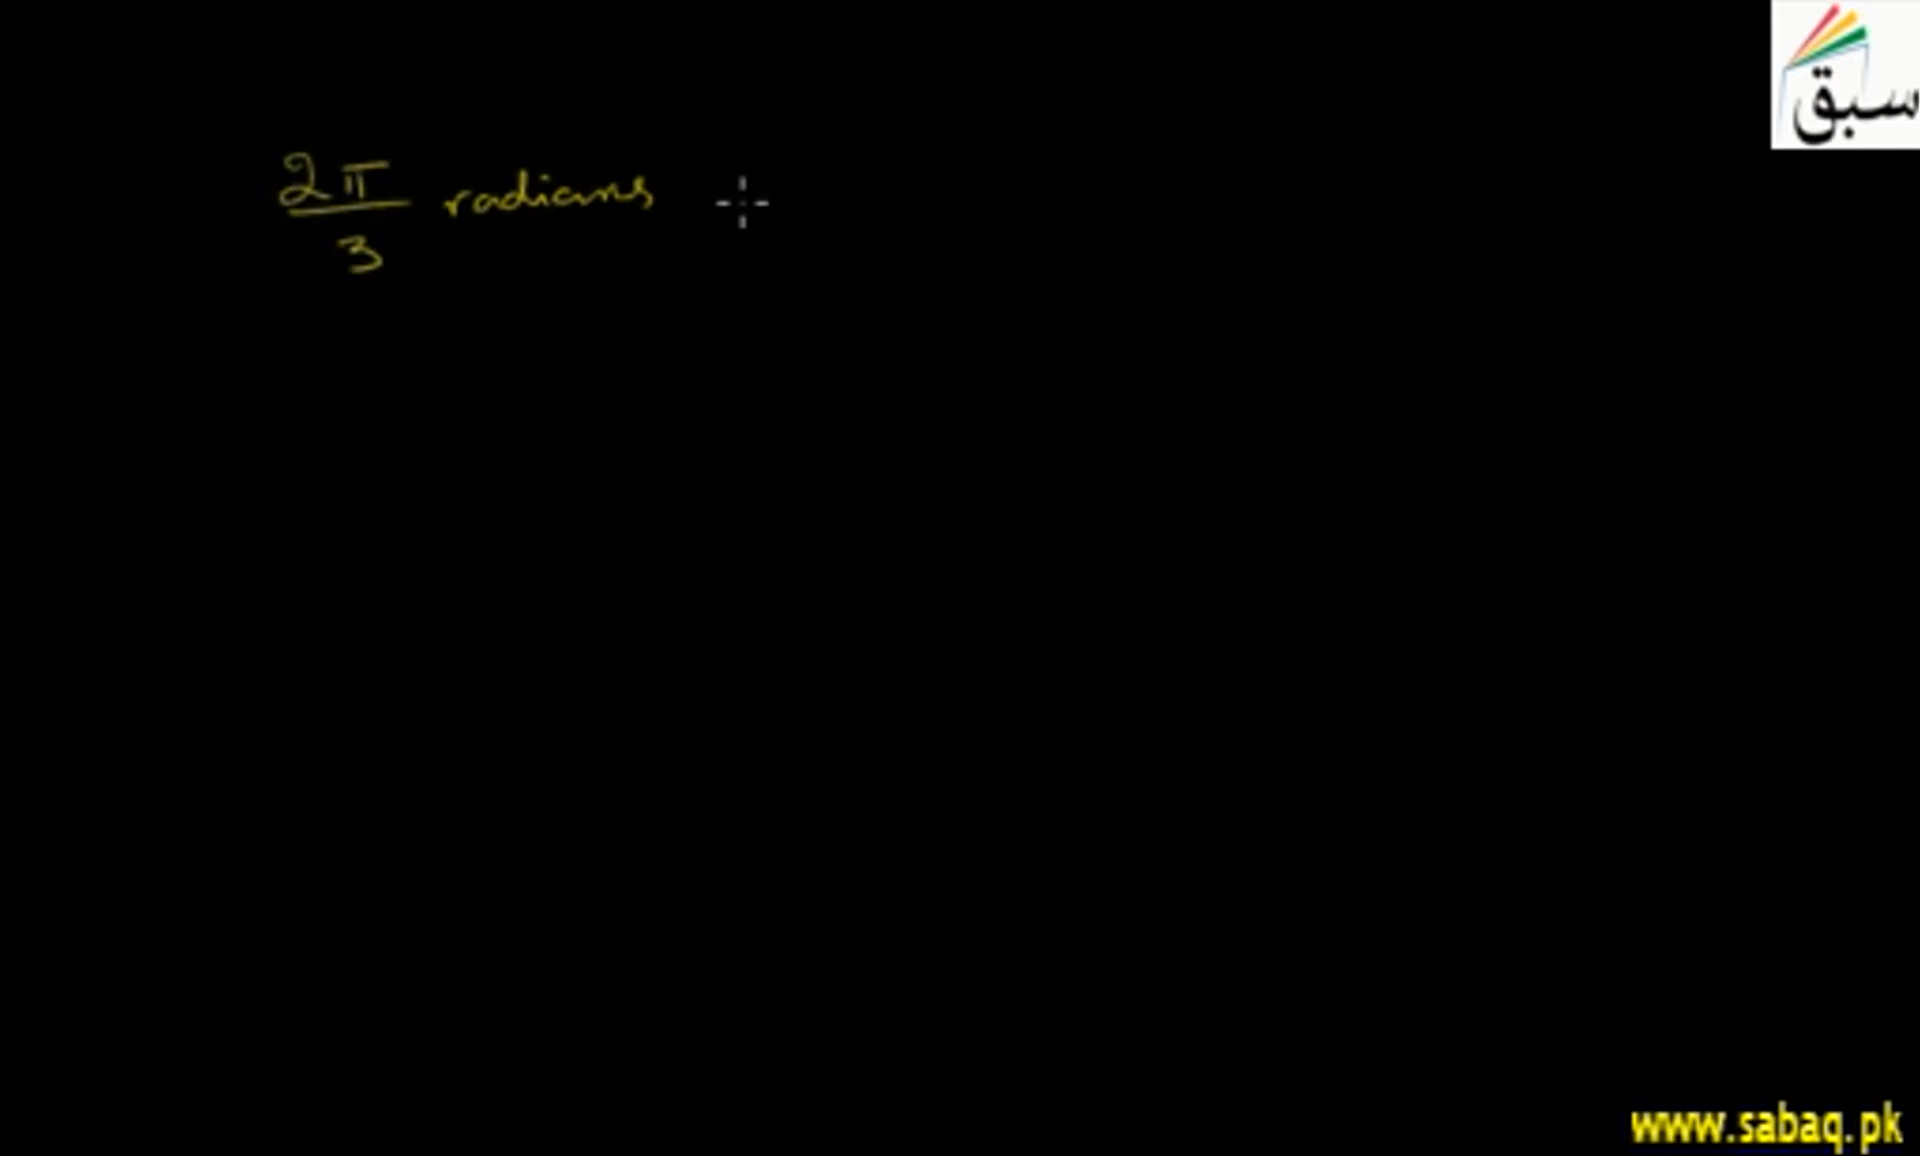 سبق
2π
— radians
3
www.sabaq.pk